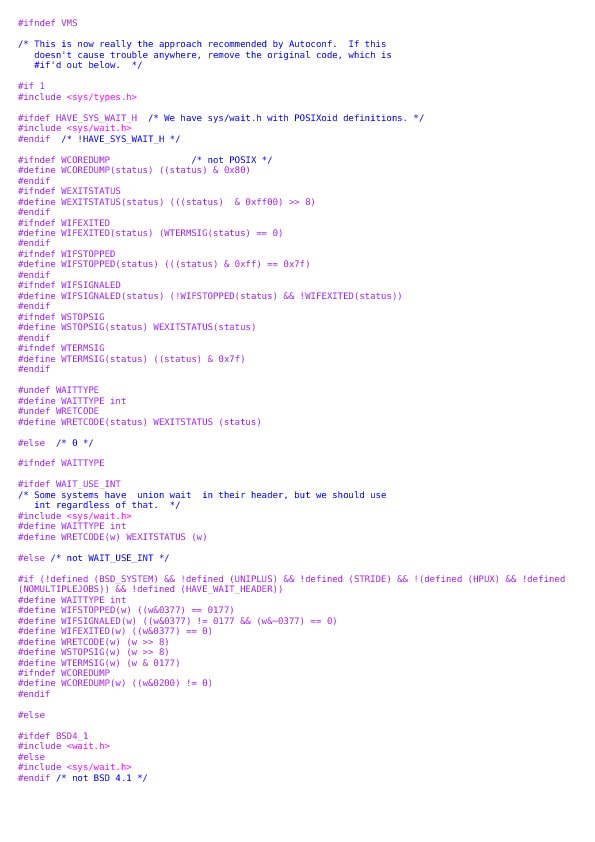 #ifndef VMS

/* This is now really the approach recommended by Autoconf.  If this
   doesn't cause trouble anywhere, remove the original code, which is
   #if'd out below.  */

#if 1
#include <sys/types.h>

#ifdef HAVE_SYS_WAIT_H  /* We have sys/wait.h with POSIXoid definitions. */
#include <sys/wait.h>
#endif  /* !HAVE_SYS_WAIT_H */

#ifndef WCOREDUMP               /* not POSIX */
#define WCOREDUMP(status) ((status) & 0x80)
#endif
#ifndef WEXITSTATUS
#define WEXITSTATUS(status) (((status)  & 0xff00) >> 8)
#endif
#ifndef WIFEXITED
#define WIFEXITED(status) (WTERMSIG(status) == 0)
#endif
#ifndef WIFSTOPPED
#define WIFSTOPPED(status) (((status) & 0xff) == 0x7f)
#endif
#ifndef WIFSIGNALED
#define WIFSIGNALED(status) (!WIFSTOPPED(status) && !WIFEXITED(status))
#endif
#ifndef WSTOPSIG
#define WSTOPSIG(status) WEXITSTATUS(status)
#endif
#ifndef WTERMSIG
#define WTERMSIG(status) ((status) & 0x7f)
#endif

#undef WAITTYPE
#define WAITTYPE int
#undef WRETCODE
#define WRETCODE(status) WEXITSTATUS (status)

#else  /* 0 */

#ifndef WAITTYPE

#ifdef WAIT_USE_INT
/* Some systems have  union wait  in their header, but we should use
   int regardless of that.  */
#include <sys/wait.h>
#define WAITTYPE int
#define WRETCODE(w) WEXITSTATUS (w)

#else /* not WAIT_USE_INT */

#if (!defined (BSD_SYSTEM) && !defined (UNIPLUS) && !defined (STRIDE) && !(defined (HPUX) && !defined
(NOMULTIPLEJOBS)) && !defined (HAVE_WAIT_HEADER))
#define WAITTYPE int
#define WIFSTOPPED(w) ((w&0377) == 0177)
#define WIFSIGNALED(w) ((w&0377) != 0177 && (w&~0377) == 0)
#define WIFEXITED(w) ((w&0377) == 0)
#define WRETCODE(w) (w >> 8)
#define WSTOPSIG(w) (w >> 8)
#define WTERMSIG(w) (w & 0177)
#ifndef WCOREDUMP
#define WCOREDUMP(w) ((w&0200) != 0)
#endif

#else

#ifdef BSD4_1
#include <wait.h>
#else
#include <sys/wait.h>
#endif /* not BSD 4.1 */